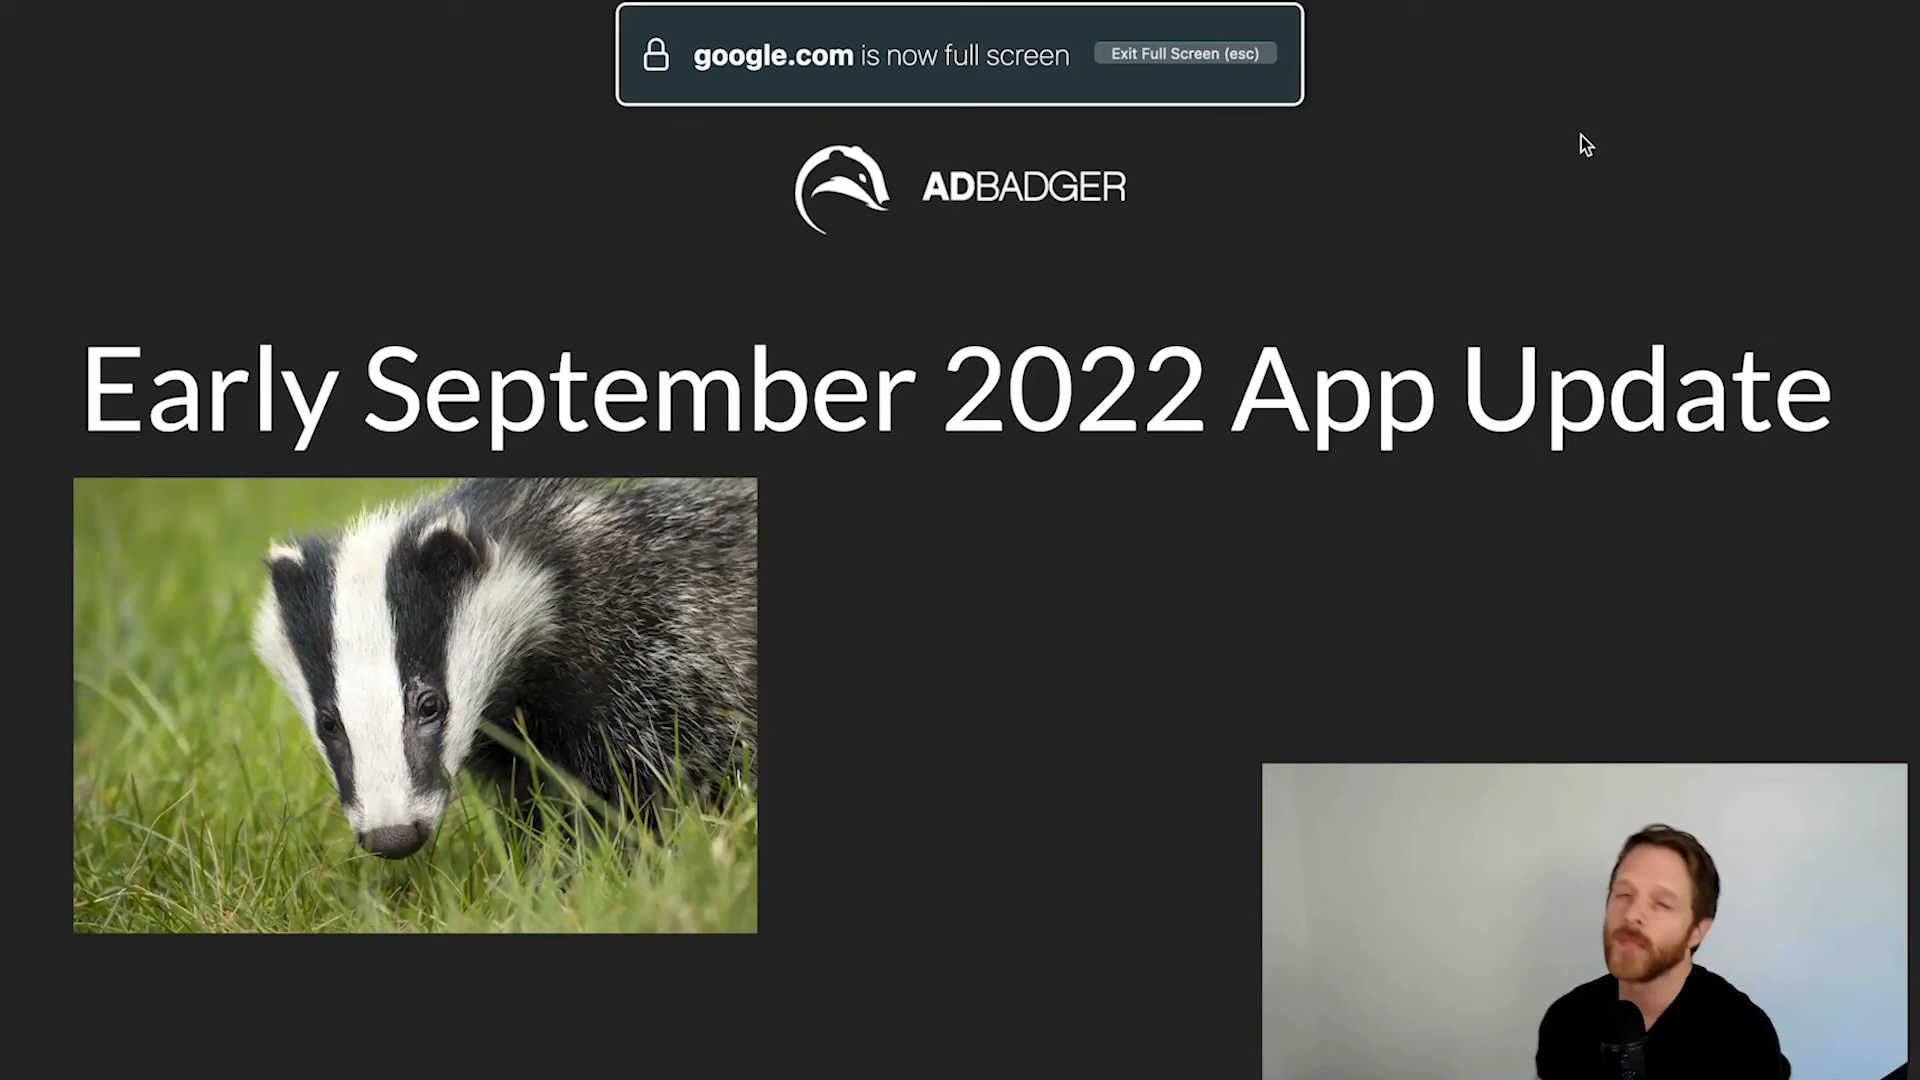 google.com is now full screen Exit Full Screen (esc)
ADBADGER
Early September 2022 App Update